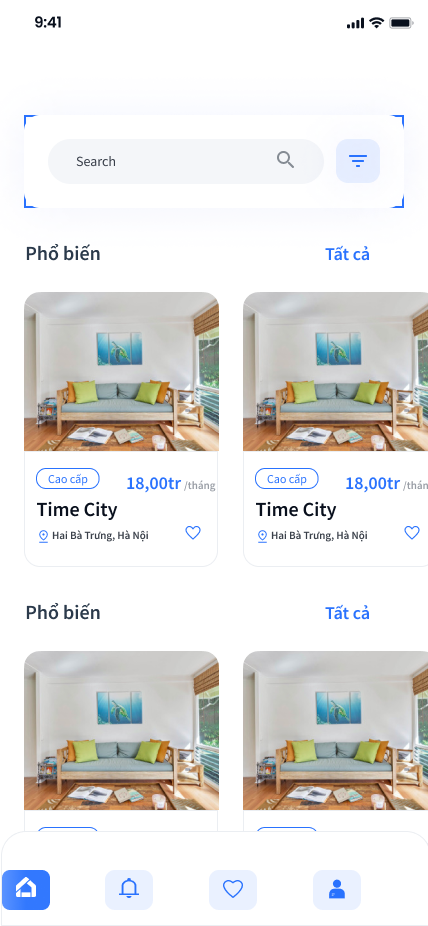 9:41
Search
Phổ biến
Tất cả
Cao cấp
18,00tr /tháng
Time City
Hai Bà Trưng, Hà Nội
Cao cấp
18,00tr /thán
Time City
Hai Bà Trưng, Hà Nội
Phổ biến
Tất cả